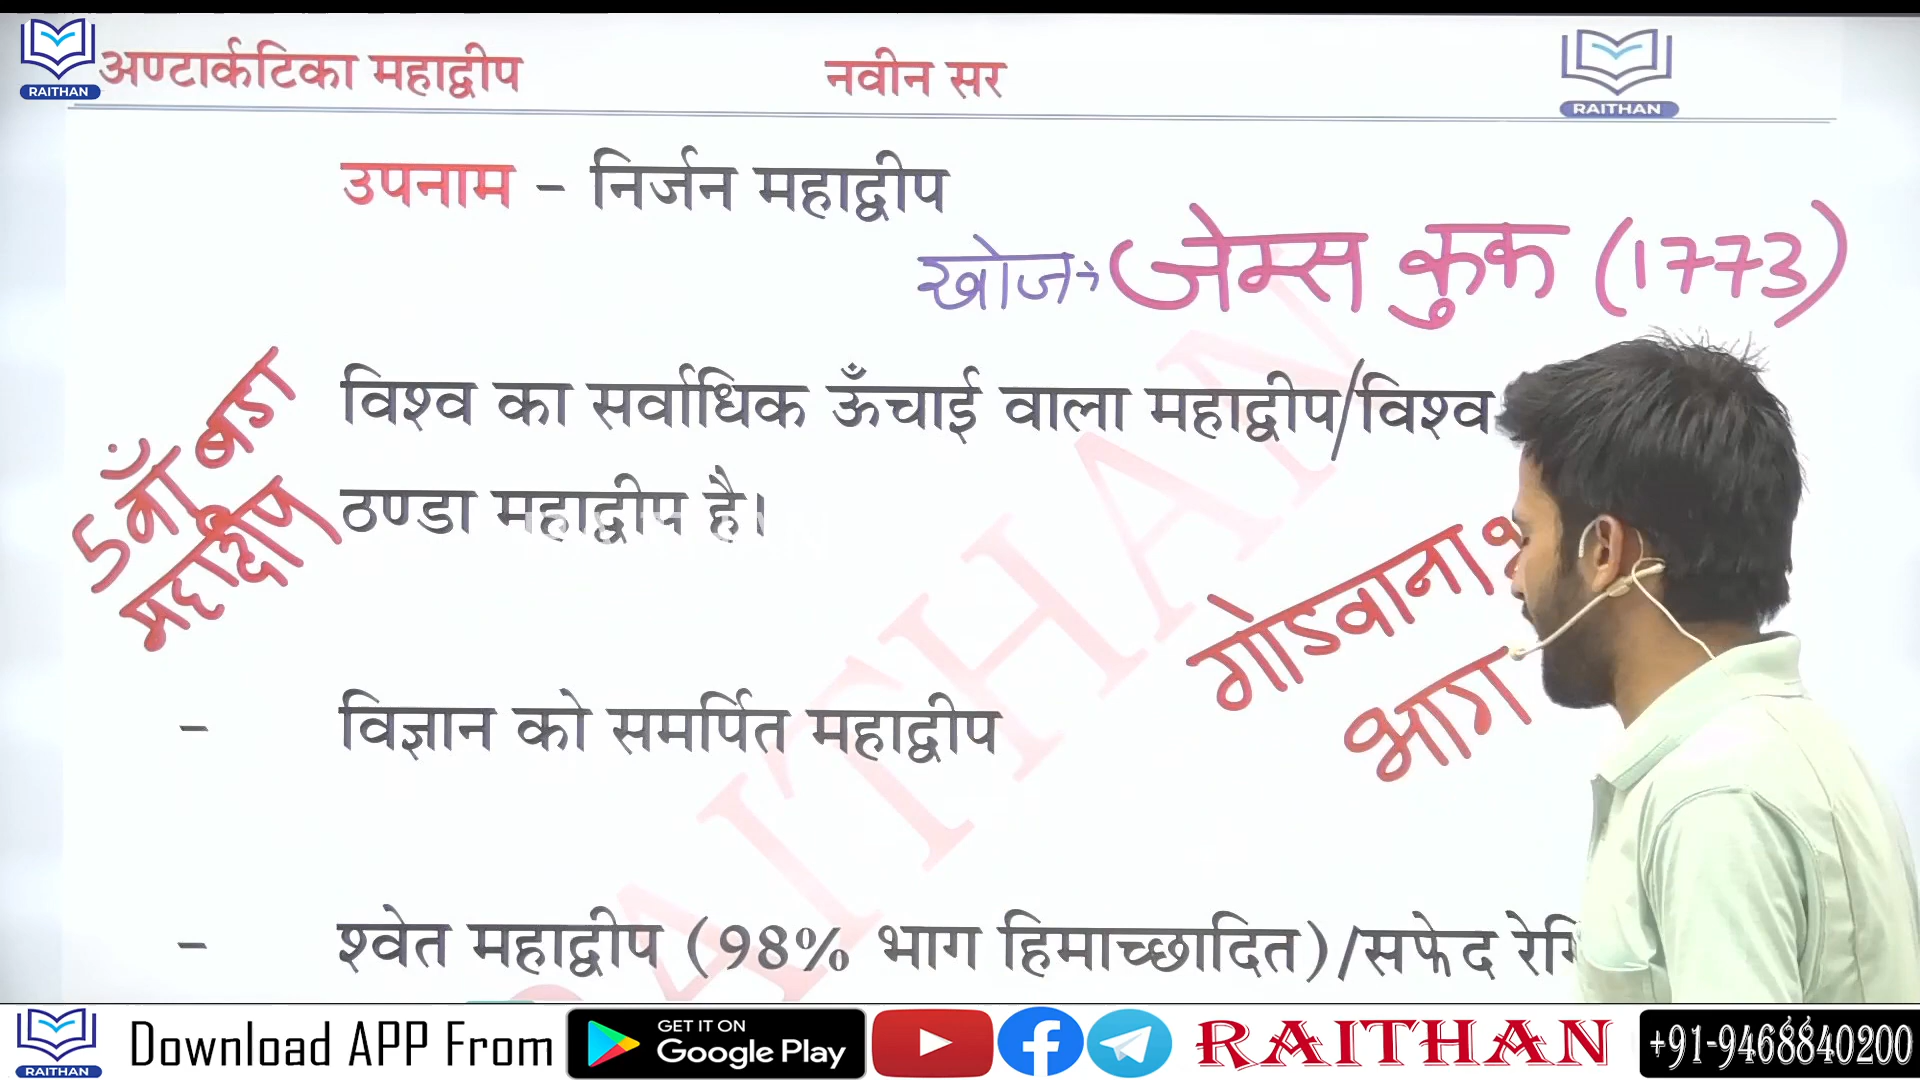 RAITHAN
अण्टार्कटिका महाद्वीप
नवीन सर
RAITHAN
उपनाम – निर्जन महाद्वीप
खोज→ जेम्स कुक (1773)
5वाँ बडा
महाद्वीप
विश्व का सर्वाधिक ऊँचाई वाला महाद्वीप/विश्व
ठण्डा महाद्वीप है।
गोडवाना
भाग
– विज्ञान को समर्पित महाद्वीप
– श्वेत महाद्वीप (98% भाग हिमाच्छादित)/सफेद
RAITHAN
RAITHAN
Download APP From
GET IT ON
Google Play
RAITHAN
+91-9468840200